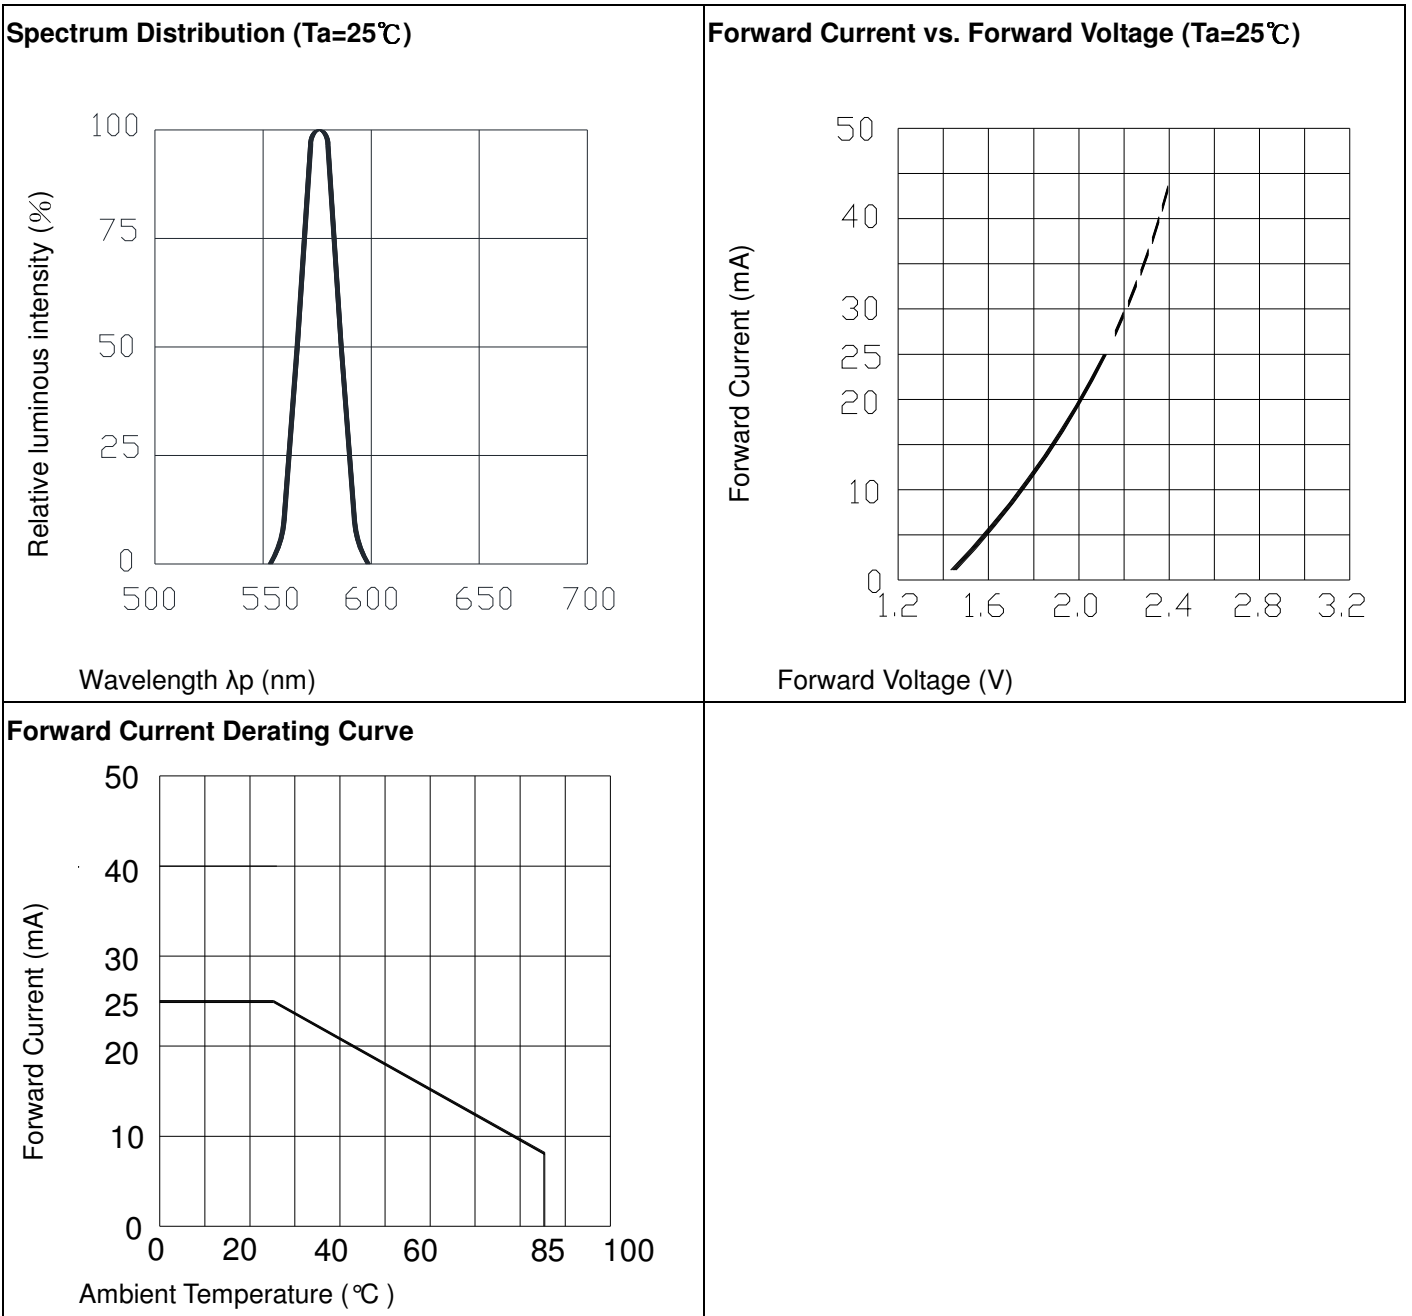 Spectrum Distribution (Ta=25℃)
100
75
50
25
0
500 550 600 650 700
Relative luminous intensity (%)
Wavelength λp (nm)
Forward Current vs. Forward Voltage (Ta=25℃)
50
40
30
25
20
10
0
1.2 1.6 2.0 2.4 2.8 3.2
Forward Current (mA)
Forward Voltage (V)
Forward Current Derating Curve
50
40
30
25
20
10
0
0 20 40 60 85 100
Forward Current (mA)
Ambient Temperature ( ℃ )